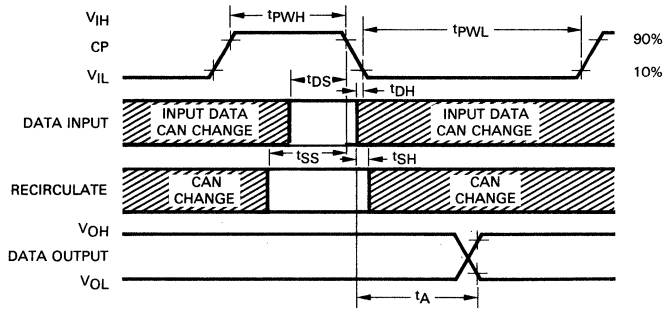 VIH
tPWH
tPWL
CP
90%
VIL
10%
tDS
tDH
DATA INPUT
INPUT DATA
CAN CHANGE
INPUT DATA
CAN CHANGE
tSS
tSH
RECIRCULATE
CAN
CHANGE
CAN
CHANGE
VOH
DATA OUTPUT
VOL
tA